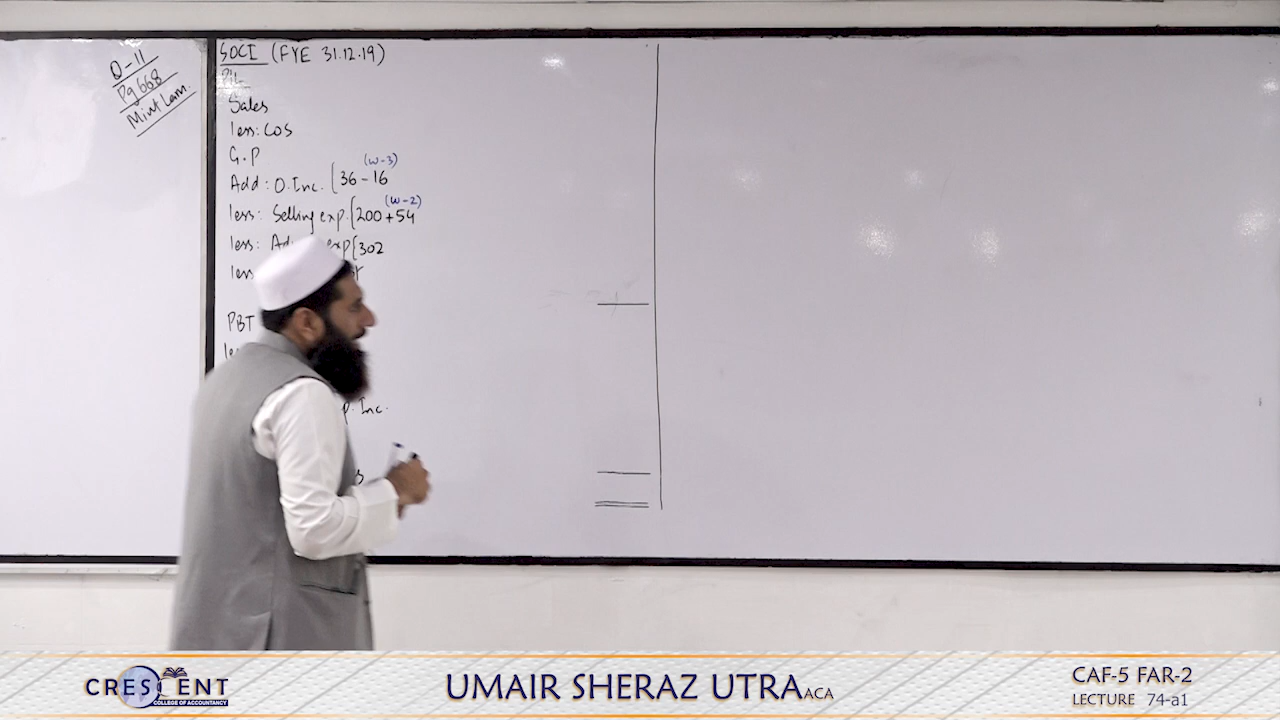 Q-11
Pg 668
Mint Lam.
SOCI (FYE 31.12.19)
P/L
Sales
less: COS
G.P
Add: O.Inc. (36-16 (w-3)
less: Selling exp. (200+54 (w-2)
less: exp (302
less
PBT
p. Inc.
CRESCENT
COLLEGE OF ACCOUNTANCY
UMAIR SHERAZ UTRA ACA
CAF-5 FAR-2
LECTURE 74-a1